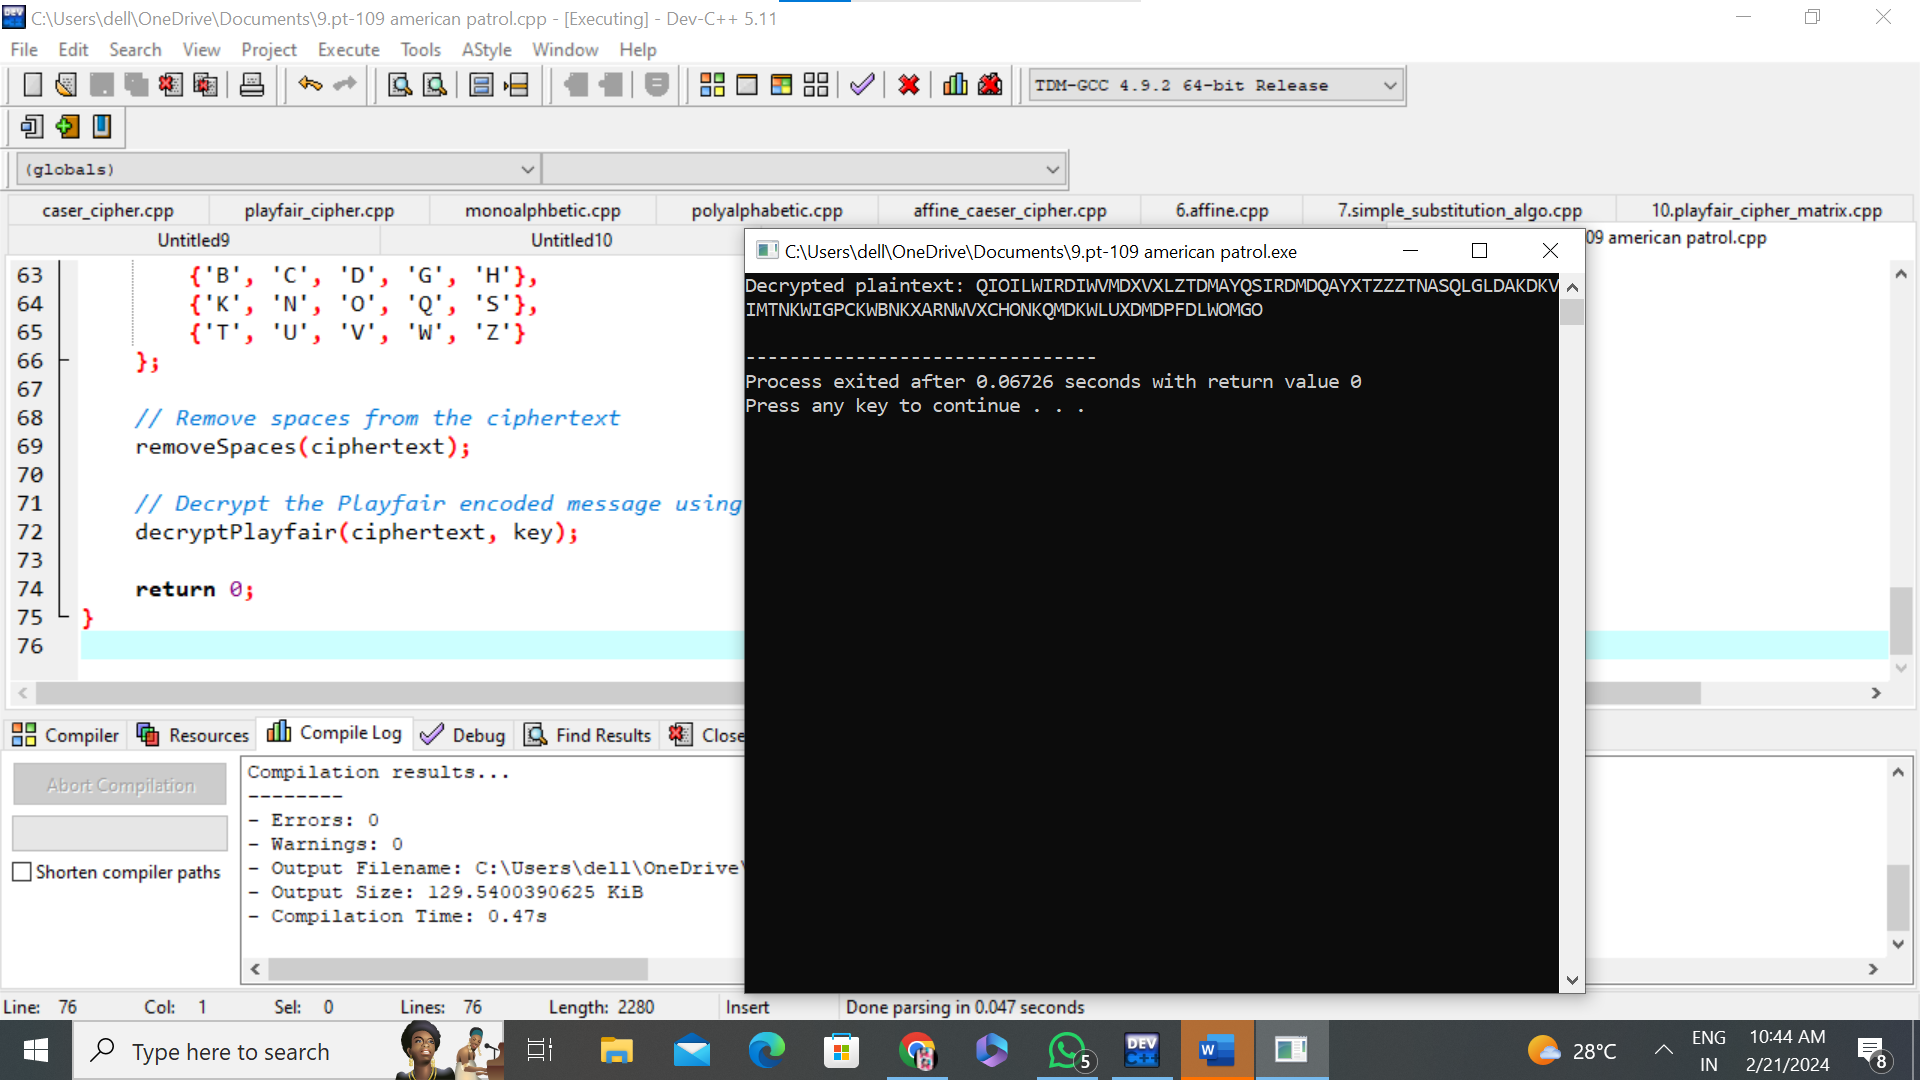 C:\Users\dell\OneDrive\Documents\9.pt-109 american patrol.cpp - [Executing] - Dev-C++ 5.11
File Edit Search View Project Execute Tools AStyle Window Help
TDM-GCC 4.9.2 64-bit Release
(globals)
caser_cipher.cpp playfair_cipher.cpp monoalphbetic.cpp polyalphabetic.cpp affine_caeser_cipher.cpp 6.affine.cpp 7.simple_substitution_algo.cpp 10.playfair_cipher_matrix.cpp
Untitled9 Untitled10 09 american patrol.cpp
63 {'B', 'C', 'D', 'G', 'H'},
64 {'K', 'N', 'O', 'Q', 'S'},
65 {'T', 'U', 'V', 'W', 'Z'}
66 };
67
68 // Remove spaces from the ciphertext
69 removeSpaces(ciphertext);
70
71 // Decrypt the Playfair encoded message using
72 decryptPlayfair(ciphertext, key);
73
74 return 0;
75 }
76
C:\Users\dell\OneDrive\Documents\9.pt-109 american patrol.exe
Decrypted plaintext: QIOILWIRDIWVMDXVXLZTDMAYQSIRDMDQAYXTZZZTNASQLGLDAKDKV
IMTNKWIGPCKWBNKXARNWVXCHONKQMDKWLUXDMDPFDLWOMGO
--------------------------------
Process exited after 0.06726 seconds with return value 0
Press any key to continue . . .
Compiler Resources Compile Log Debug Find Results Close
Abort Compilation
Shorten compiler paths
Compilation results...
--------
- Errors: 0
- Warnings: 0
- Output Filename: C:\Users\dell\OneDrive\
- Output Size: 129.5400390625 KiB
- Compilation Time: 0.47s
Line: 76 Col: 1 Sel: 0 Lines: 76 Length: 2280 Insert Done parsing in 0.047 seconds
Type here to search
5
DEV C++
W
28°C
ENG
IN
10:44 AM
2/21/2024
8